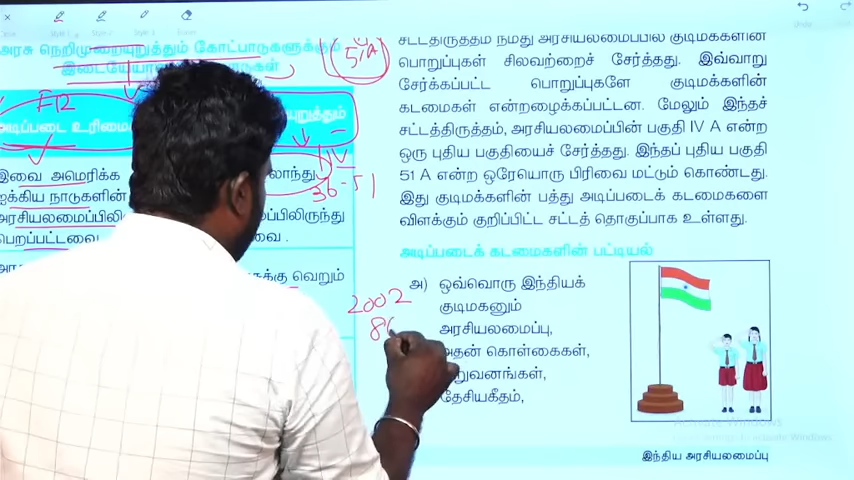 Close
Undo
அரசு நெறிமுறையுறுத்தும் கோட்பாடுகளுக்கும்
F12
அடிப்படை உரிமை
யுறுத்தும்
இவை அமெரிக்க
ஐக்கிய நாடுகளின்
அரசியலமைப்பிலி
பெறப்பட்டவை
லாந்து
மைப்பிலிருந்து
வை .
க்கு வெறும்
51A
IV
36-51
2002
86
சட்டத்திருத்தம் நமது அரசியலமைப்பில் குடிமக்களின்
பொறுப்புகள் சிலவற்றைச் சேர்த்தது. இவ்வாறு
சேர்க்கப்பட்ட பொறுப்புகளே குடிமக்களின்
கடமைகள் என்றழைக்கப்பட்டன. மேலும் இந்தச்
சட்டத்திருத்தம், அரசியலமைப்பின் பகுதி IV A என்ற
ஒரு புதிய பகுதியைச் சேர்த்தது. இந்தப் புதிய பகுதி
51 A என்ற ஒரேயொரு பிரிவை மட்டும் கொண்டது.
இது குடிமக்களின் பத்து அடிப்படைக் கடமைகளை
விளக்கும் குறிப்பிட்ட சட்டத் தொகுப்பாக உள்ளது.
அடிப்படைக் கடமைகளின் பட்டியல்
அ) ஒவ்வொரு இந்தியக்
குடிமகனும்
அரசியலமைப்பு,
அதன் கொள்கைகள்,
றுவனங்கள்,
தேசியகீதம்,
இந்திய அரசியலமைப்பு